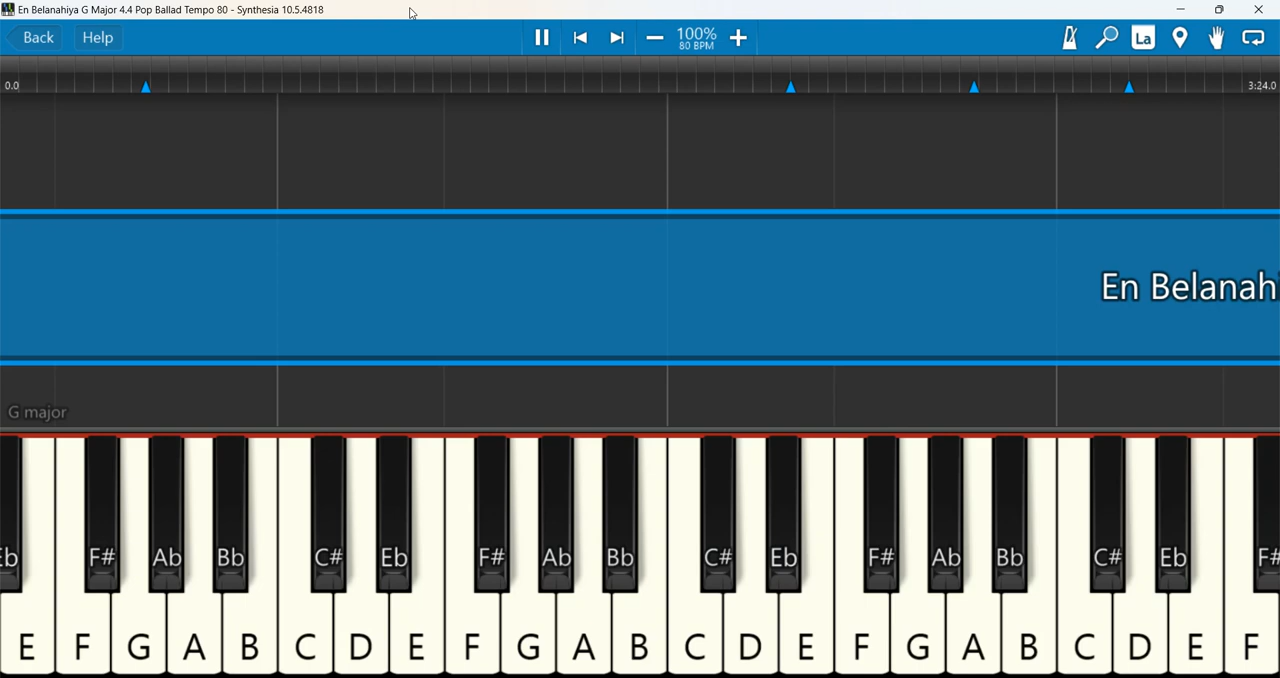 En Belanahiya G Major 4.4 Pop Ballad Tempo 80 - Synthesia 10.5.4818
Back Help 100% La
80 BPM
0.0 3:24.0
En Belanah
G major
Eb F# Ab Bb C# Eb F# Ab Bb C# Eb F# Ab Bb C# Eb F#
E F G A B C D E F G A B C D E F G A B C D E F